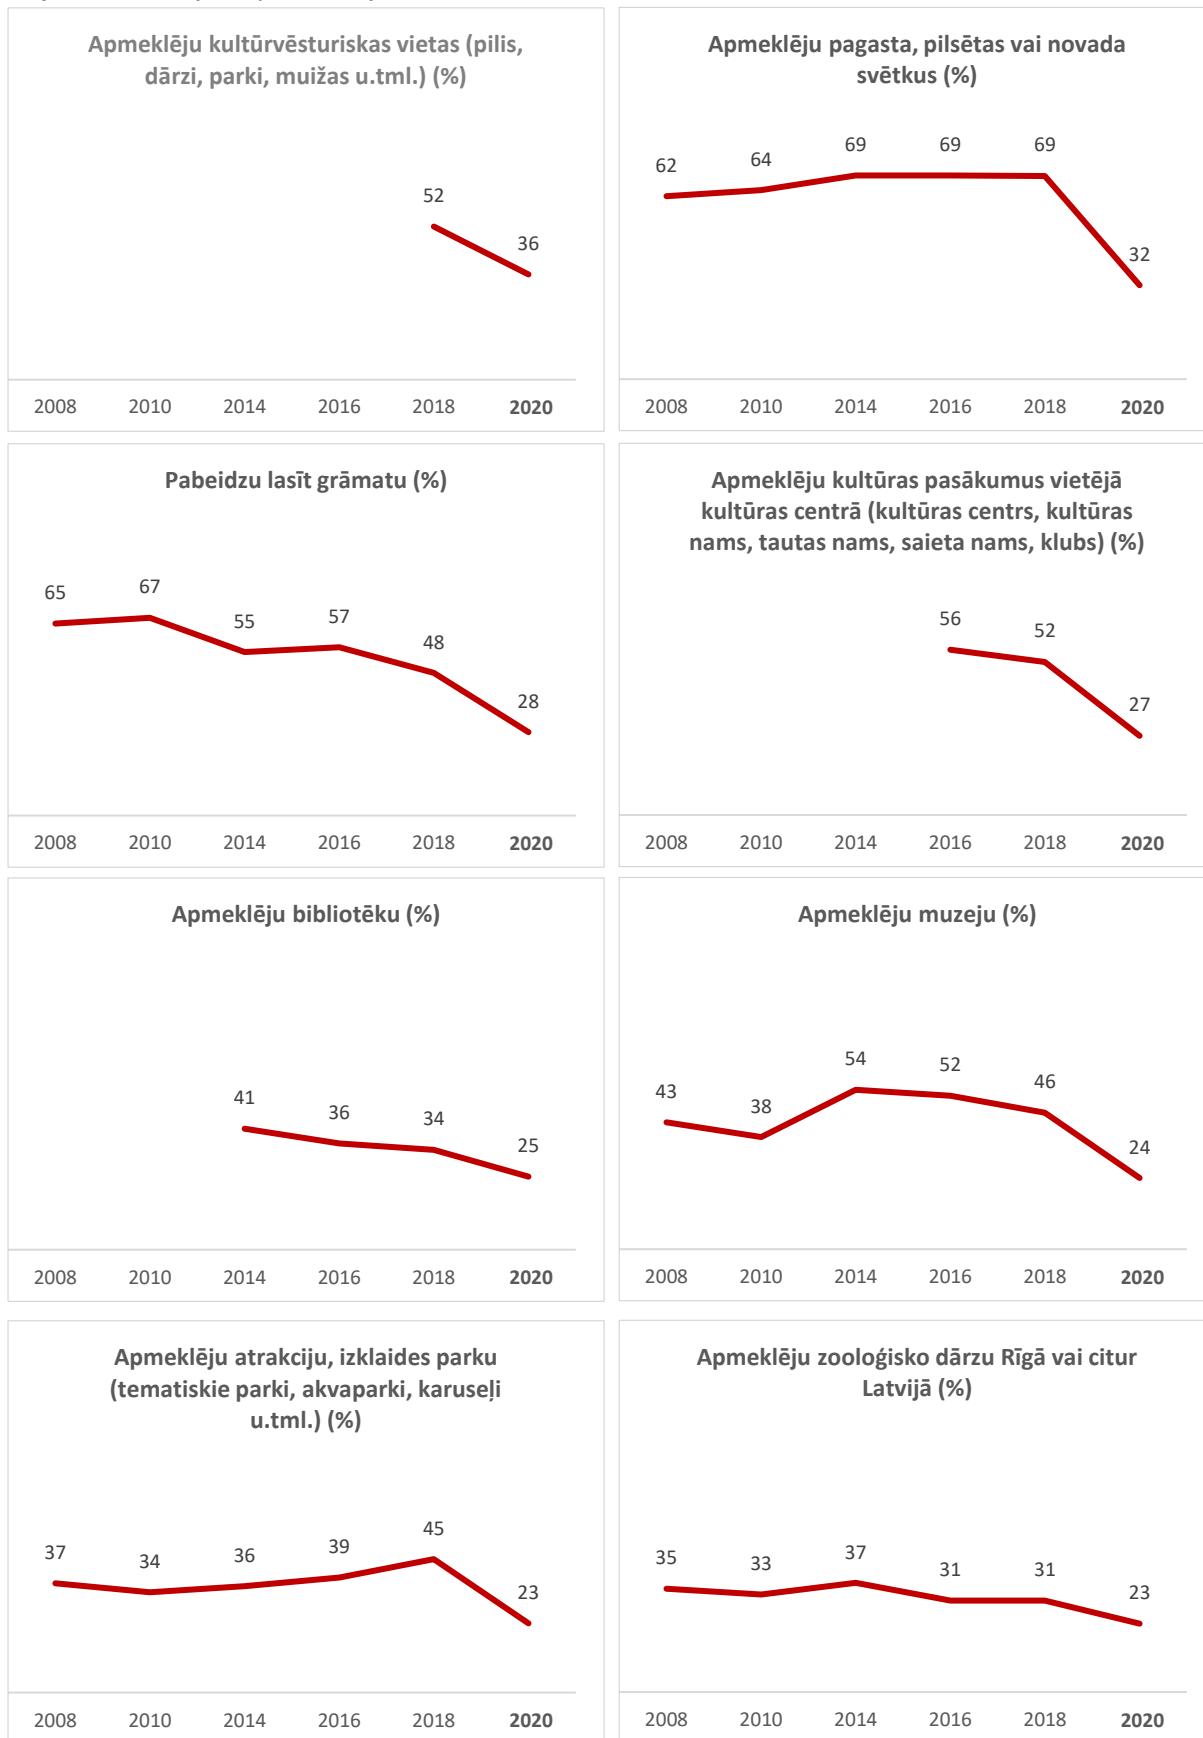 Apmeklēju kultūrvēsturiskas vietas (pilis,
dārzi, parki, muižas u.tml.) (%)
52
36
2008 2010 2014 2016 2018 2020
Apmeklēju pagasta, pilsētas vai novada
svētkus (%)
62 64 69 69 69 32
2008 2010 2014 2016 2018 2020
Pabeidzu lasīt grāmatu (%)
65 67 55 57 48 28
2008 2010 2014 2016 2018 2020
Apmeklēju kultūras pasākumus vietējā
kultūras centrā (kultūras centrs, kultūras
nams, tautas nams, saieta nams, klubs) (%)
56 52 27
2008 2010 2014 2016 2018 2020
Apmeklēju bibliotēku (%)
41 36 34 25
2008 2010 2014 2016 2018 2020
Apmeklēju muzeju (%)
43 38 54 52 46 24
2008 2010 2014 2016 2018 2020
Apmeklēju atrakciju, izklaides parku
(tematiskie parki, akvaparki, karuseļi
u.tml.) (%)
37 34 36 39 45 23
2008 2010 2014 2016 2018 2020
Apmeklēju zooloģisko dārzu Rīgā vai citur
Latvijā (%)
35 33 37 31 31 23
2008 2010 2014 2016 2018 2020